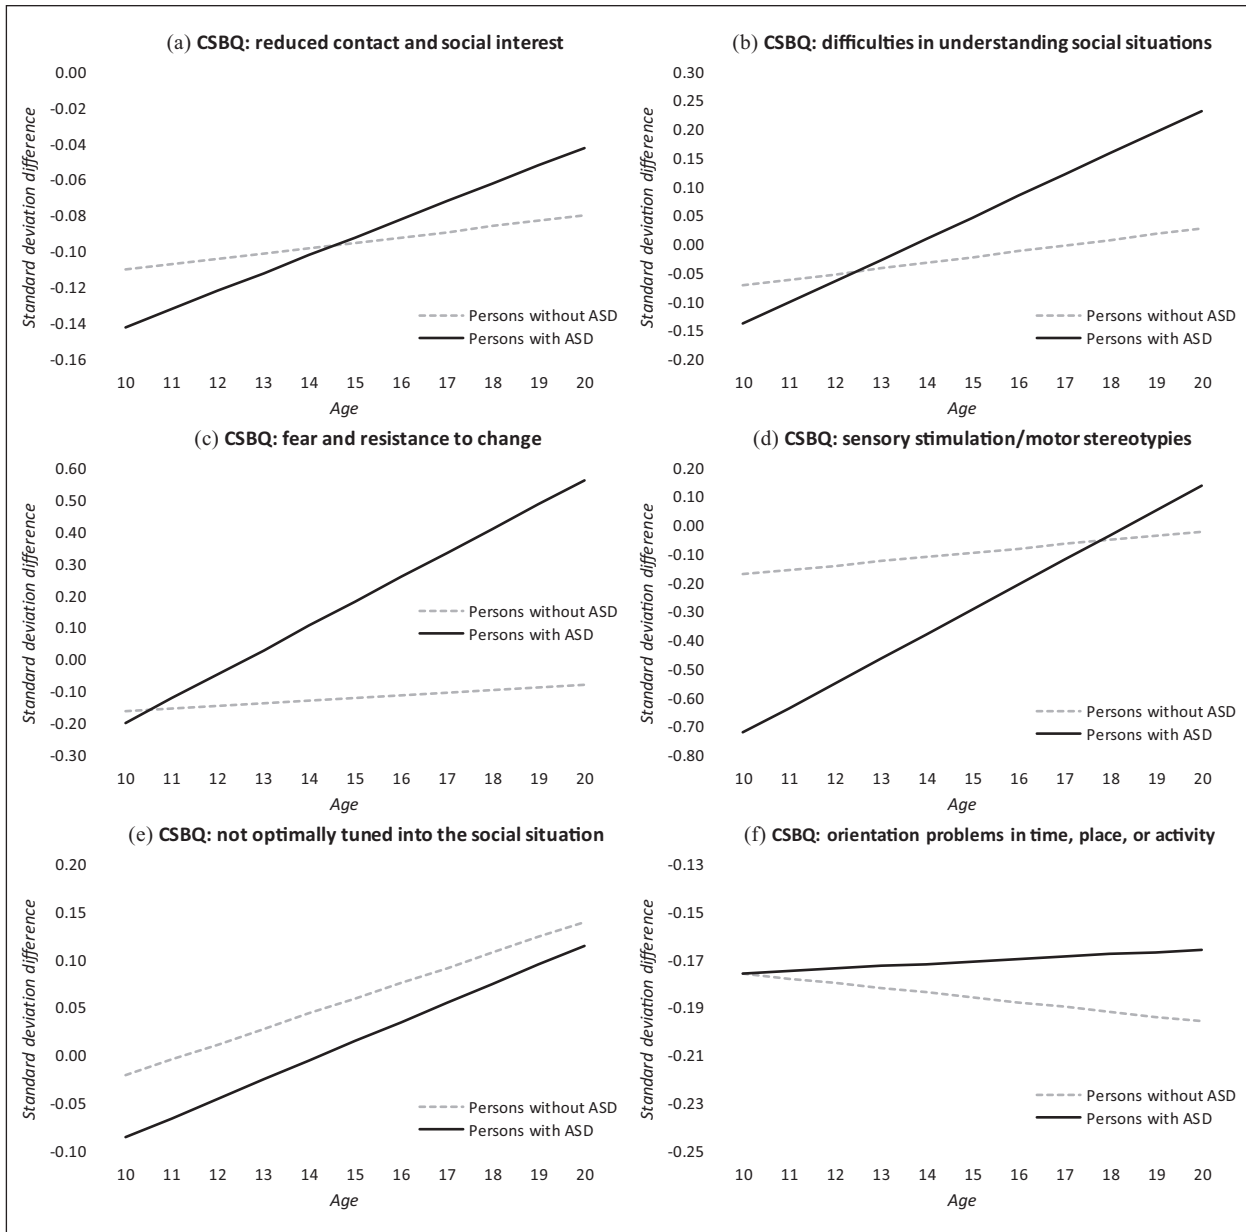 (a) CSBQ: reduced contact and social interest
Standard deviation difference
0.00
-0.02
-0.04
-0.06
-0.08
-0.10
-0.12
-0.14
-0.16
Persons without ASD
Persons with ASD
10 11 12 13 14 15 16 17 18 19 20
Age
(b) CSBQ: difficulties in understanding social situations
Standard deviation difference
0.30
0.25
0.20
0.15
0.10
0.05
0.00
-0.05
-0.10
-0.15
-0.20
Persons without ASD
Persons with ASD
10 11 12 13 14 15 16 17 18 19 20
Age
(c) CSBQ: fear and resistance to change
Standard deviation difference
0.60
0.50
0.40
0.30
0.20
0.10
0.00
-0.10
-0.20
-0.30
Persons without ASD
Persons with ASD
10 11 12 13 14 15 16 17 18 19 20
Age
(d) CSBQ: sensory stimulation/motor stereotypies
Standard deviation difference
0.20
0.10
0.00
-0.10
-0.20
-0.30
-0.40
-0.50
-0.60
-0.70
-0.80
Persons without ASD
Persons with ASD
10 11 12 13 14 15 16 17 18 19 20
Age
(e) CSBQ: not optimally tuned into the social situation
Standard deviation difference
0.20
0.15
0.10
0.05
0.00
-0.05
-0.10
Persons without ASD
Persons with ASD
10 11 12 13 14 15 16 17 18 19 20
Age
(f) CSBQ: orientation problems in time, place, or activity
Standard deviation difference
-0.13
-0.15
-0.17
-0.19
-0.21
-0.23
-0.25
Persons without ASD
Persons with ASD
10 11 12 13 14 15 16 17 18 19 20
Age